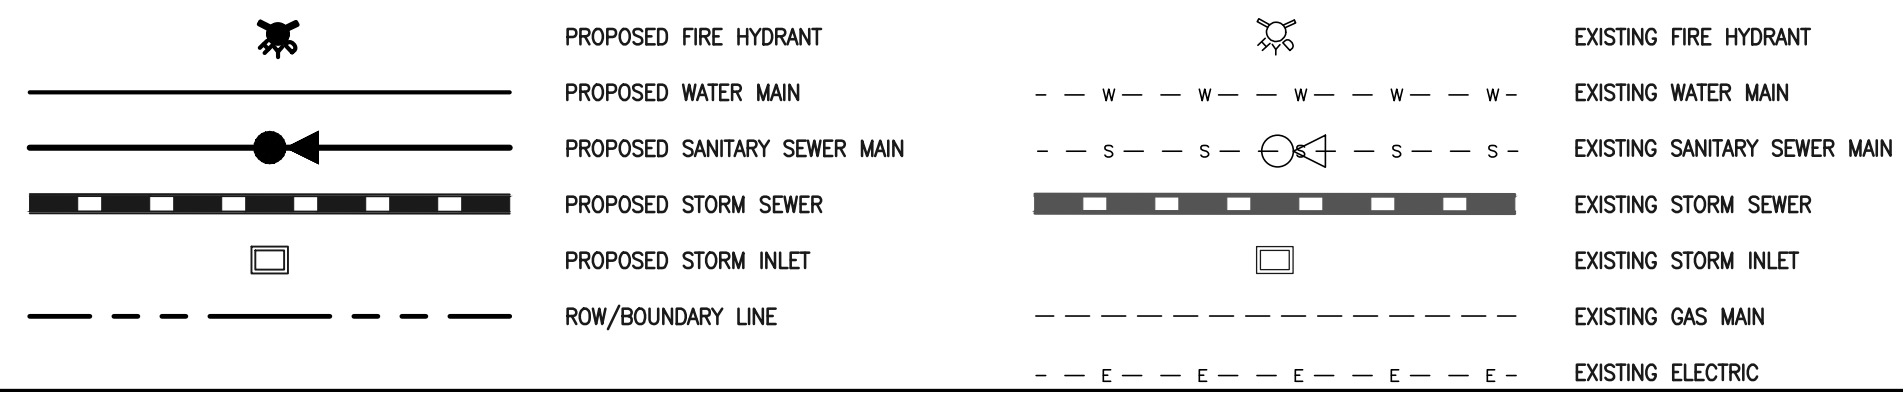 HYD
PROPOSED FIRE HYDRANT
PROPOSED WATER MAIN
PROPOSED SANITARY SEWER MAIN
PROPOSED STORM SEWER
PROPOSED STORM INLET
ROW/BOUNDARY LINE
HYD
EXISTING FIRE HYDRANT
W W W W W
EXISTING WATER MAIN
S S S S S
EXISTING SANITARY SEWER MAIN
EXISTING STORM SEWER
EXISTING STORM INLET
EXISTING GAS MAIN
E E E E E
EXISTING ELECTRIC